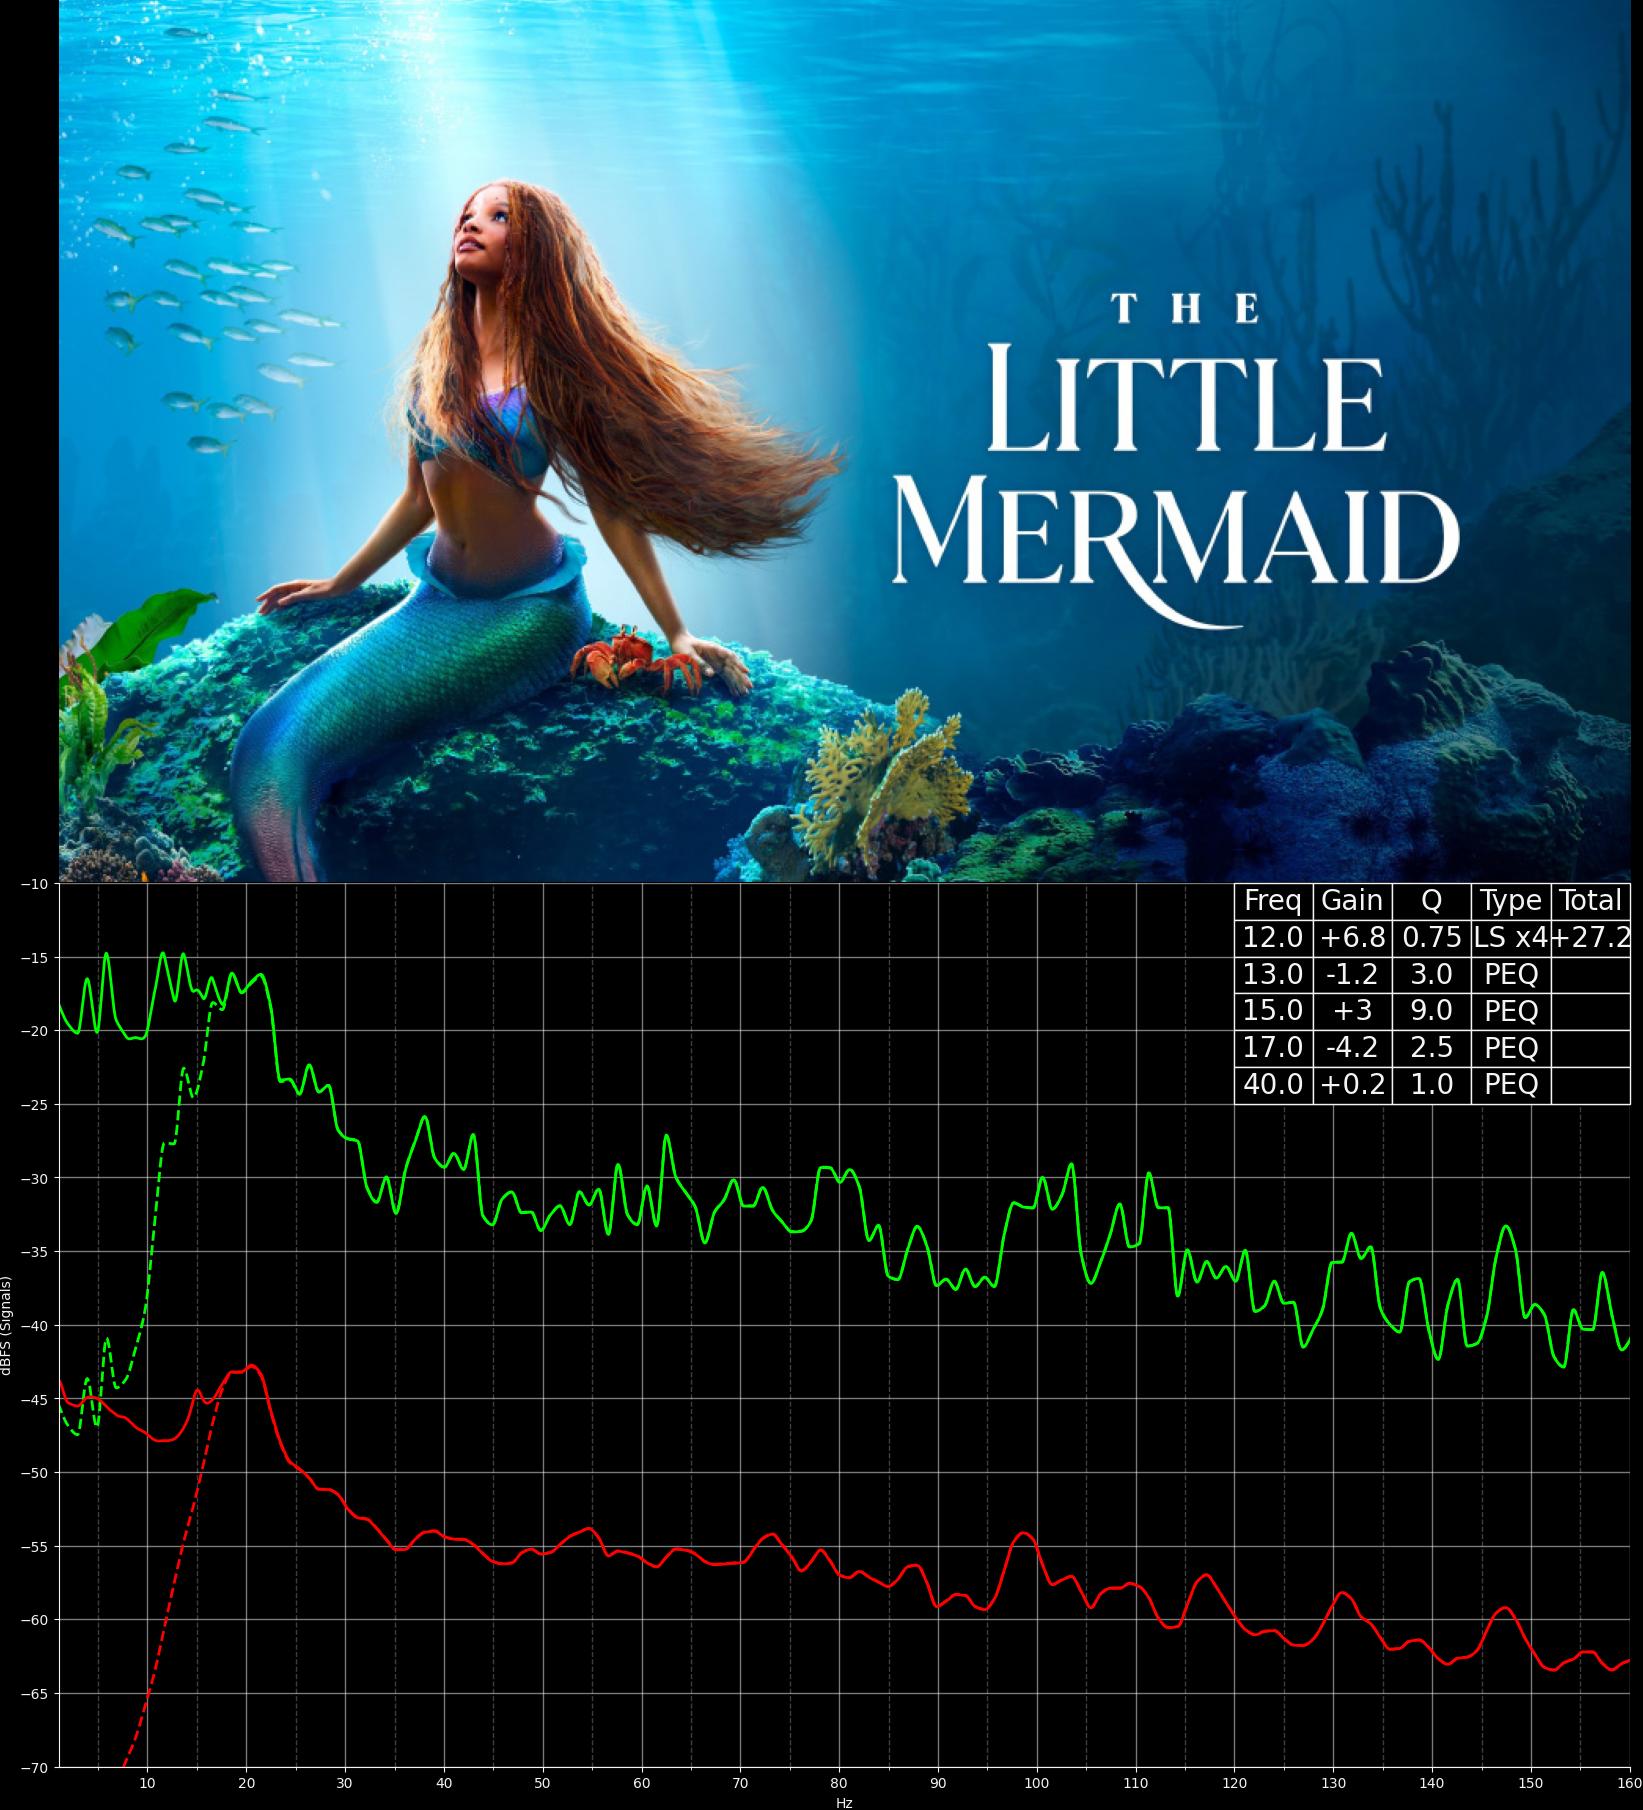 THE
LITTLE
MERMAID
Freq Gain Q Type Total
12.0 +6.8 0.75 LS x4 +27.2
13.0 -1.2 3.0 PEQ
15.0 +3 9.0 PEQ
17.0 -4.2 2.5 PEQ
40.0 +0.2 1.0 PEQ
−10
−15
−20
−25
−30
−35
−40
−45
−50
−55
−60
−65
−70
dBFS (Signals)
10 20 30 40 50 60 70 80 90 100 110 120 130 140 150 160
Hz